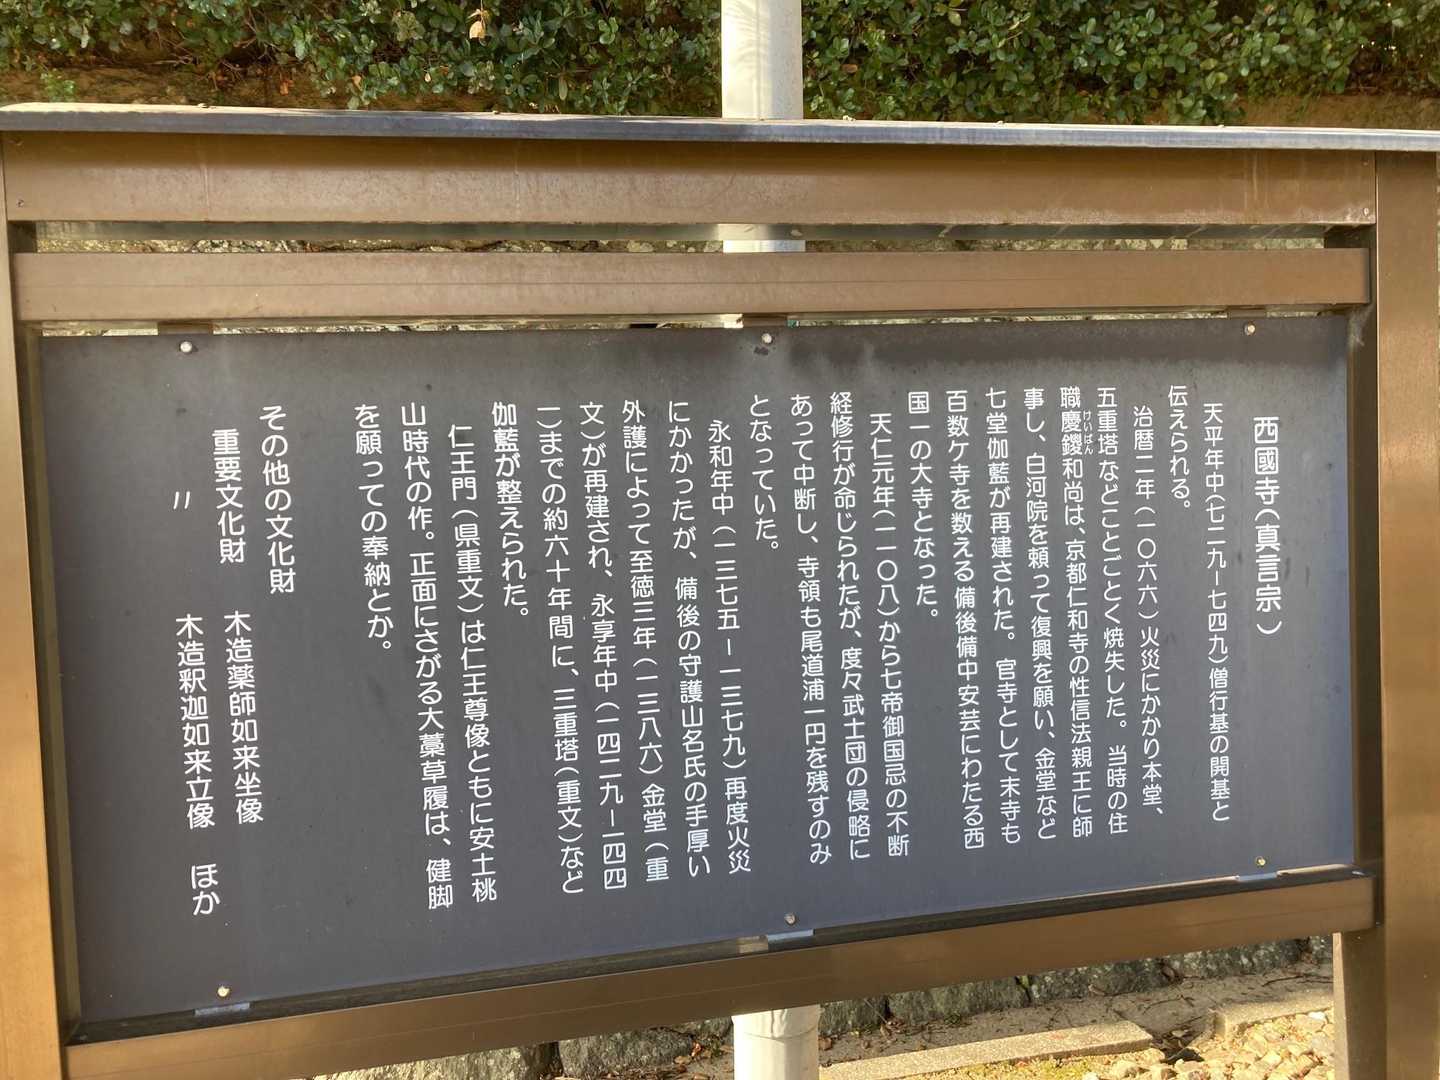 西國寺(真言宗)
天平年中(七二九ー七四九)僧行基の開基と
伝えられる。
治暦二年(一〇六六)火災にかかり本堂、
五重塔などことごとく焼失した。当時の住
職慶鑁和尚は、京都仁和寺の性信法親王に師
けいばん
事し、白河院を頼って復興を願い、金堂など
七堂伽藍が再建された。官寺として末寺も
百数ケ寺を数える備後備中安芸にわたる西
国一の大寺となった。
天仁元年(一一〇八)から七帝御国忌の不断
経修行が命じられたが、度々武士団の侵略に
あって中断し、寺領も尾道浦一円を残すのみ
となっていた。
永和年中(一三七五ー一三七九)再度火災
にかかったが、備後の守護山名氏の手厚い
外護によって至徳三年(一三八六)金堂(重
文)が再建され、永享年中(一四二九ー一四四
一)までの約六十年間に、三重塔(重文)など
伽藍が整えられた。
仁王門(県重文)は仁王尊像ともに安土桃
山時代の作。正面にさがる大藁草履は、健脚
を願っての奉納とか。
その他の文化財
重要文化財 木造薬師如来坐像
〃 木造釈迦如来立像 ほか